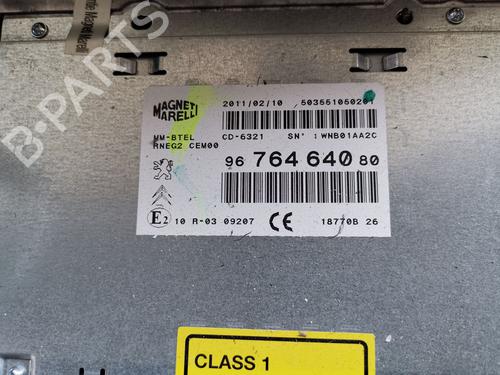 MAGNETI
MARELLI
2011/02/10 503551050201
MM-BTEL CD-6321 SN° :WNB01AA2C
RNEG2 CEM00
96 764 640 80
E2 10 R-03 09207 CE 18770B 26
CLASS 1
B-PARTS